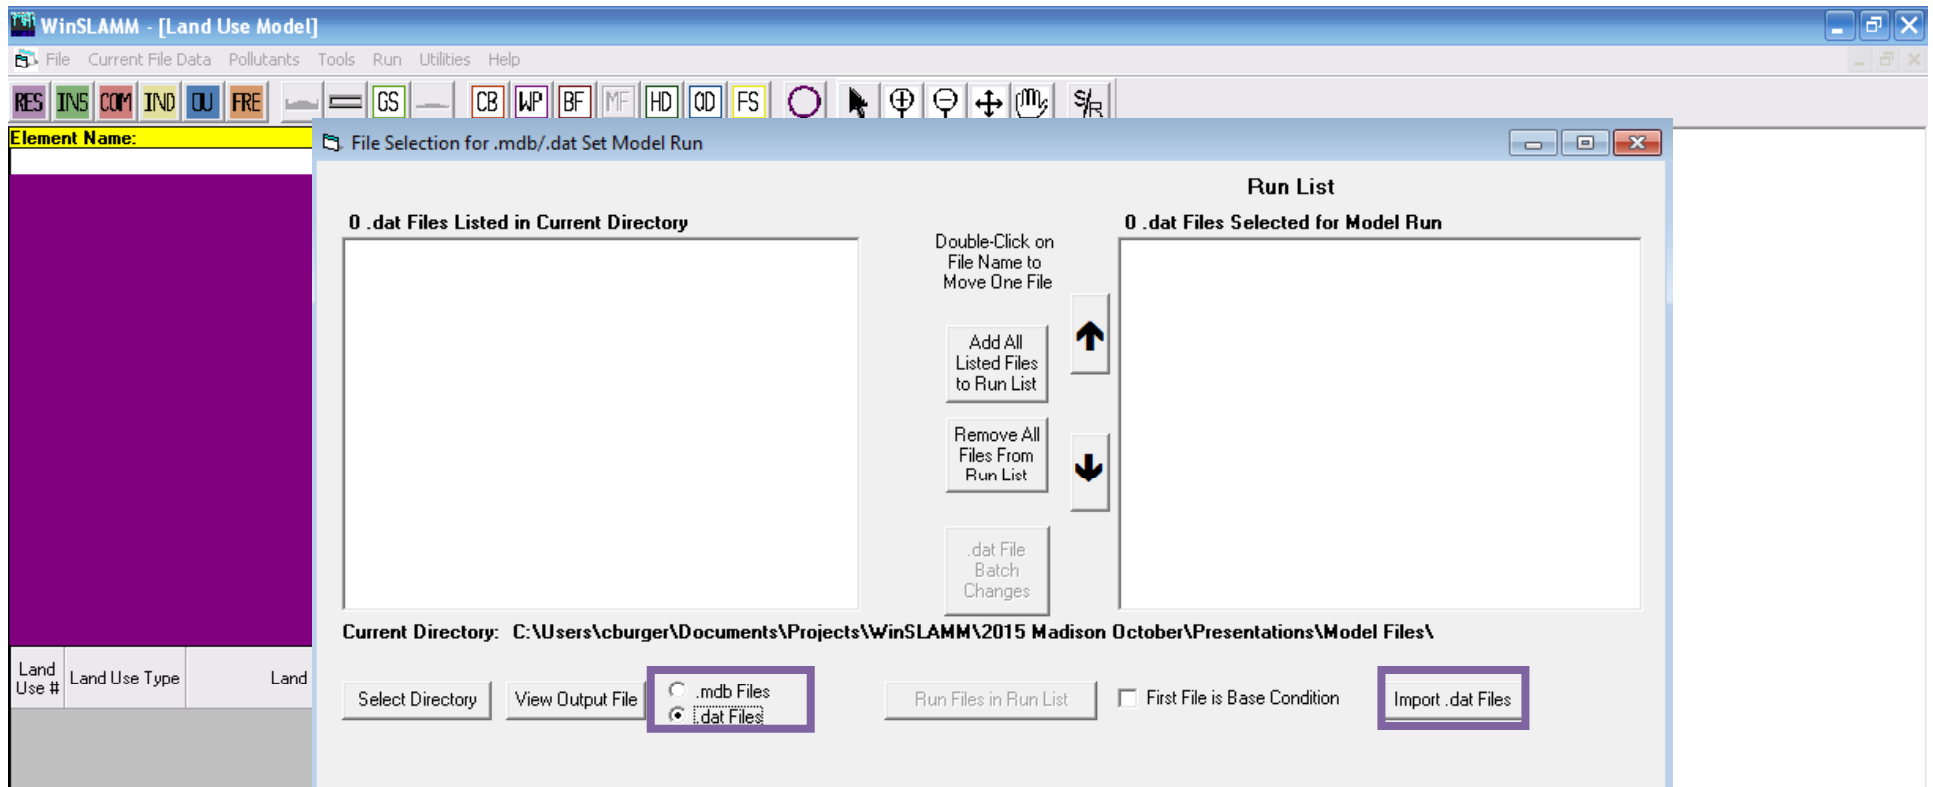 WinSLAMM - [Land Use Model]
File Current File Data Pollutants Tools Run Utilities Help
RES INS COM IND OU FRE GS CB WP BF MF HD OD FS S/R
Element Name:
File Selection for .mdb/.dat Set Model Run
Run List
0 .dat Files Listed in Current Directory
0 .dat Files Selected for Model Run
Double-Click on
File Name to
Move One File
Add All
Listed Files
to Run List
Remove All
Files From
Run List
.dat File
Batch
Changes
Current Directory: C:\Users\cburger\Documents\Projects\WinSLAMM\2015 Madison October\Presentations\Model Files\
Land
Use #
Land Use Type
Land
Select Directory
View Output File
.mdb Files
.dat Files
Run Files in Run List
First File is Base Condition
Import .dat Files